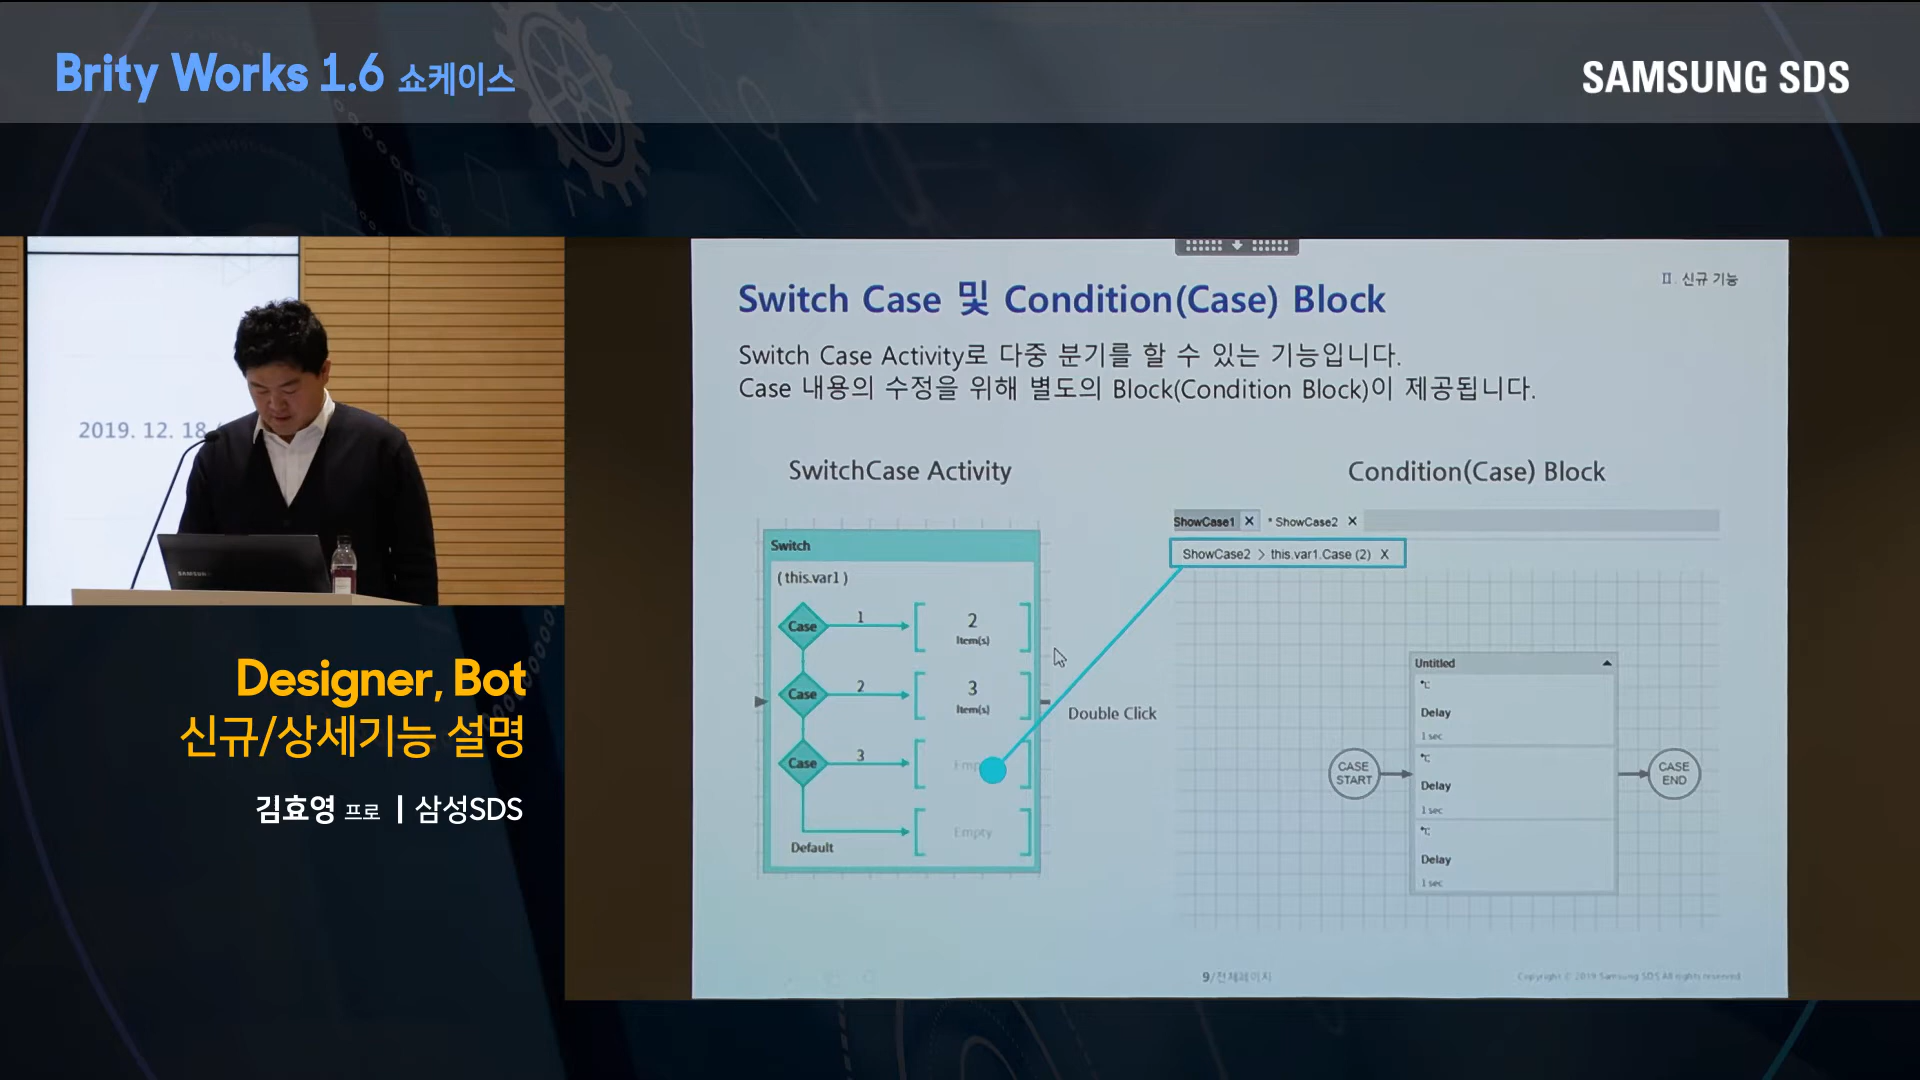 Brity Works 1.6 쇼케이스
SAMSUNG SDS
2019. 12. 18
SAMSUNG
Designer, Bot
신규/상세기능 설명
김효영 프로 | 삼성SDS
Ⅱ. 신규 기능
Switch Case 및 Condition(Case) Block
Switch Case Activity로 다중 분기를 할 수 있는 기능입니다.
Case 내용의 수정을 위해 별도의 Block(Condition Block)이 제공됩니다.
SwitchCase Activity
Switch
( this.var1 )
Case 1 2 Item(s)
Case 2 3 Item(s)
Case 3
Default Empty
Double Click
Condition(Case) Block
ShowCase1 X * ShowCase2 X
ShowCase2 > this.var1.Case (2) X
CASE START
Untitled
Delay
1 sec
Delay
1 sec
Delay
1 sec
CASE END
9/전체페이지
Copyright © 2019 Samsung SDS All rights reserved